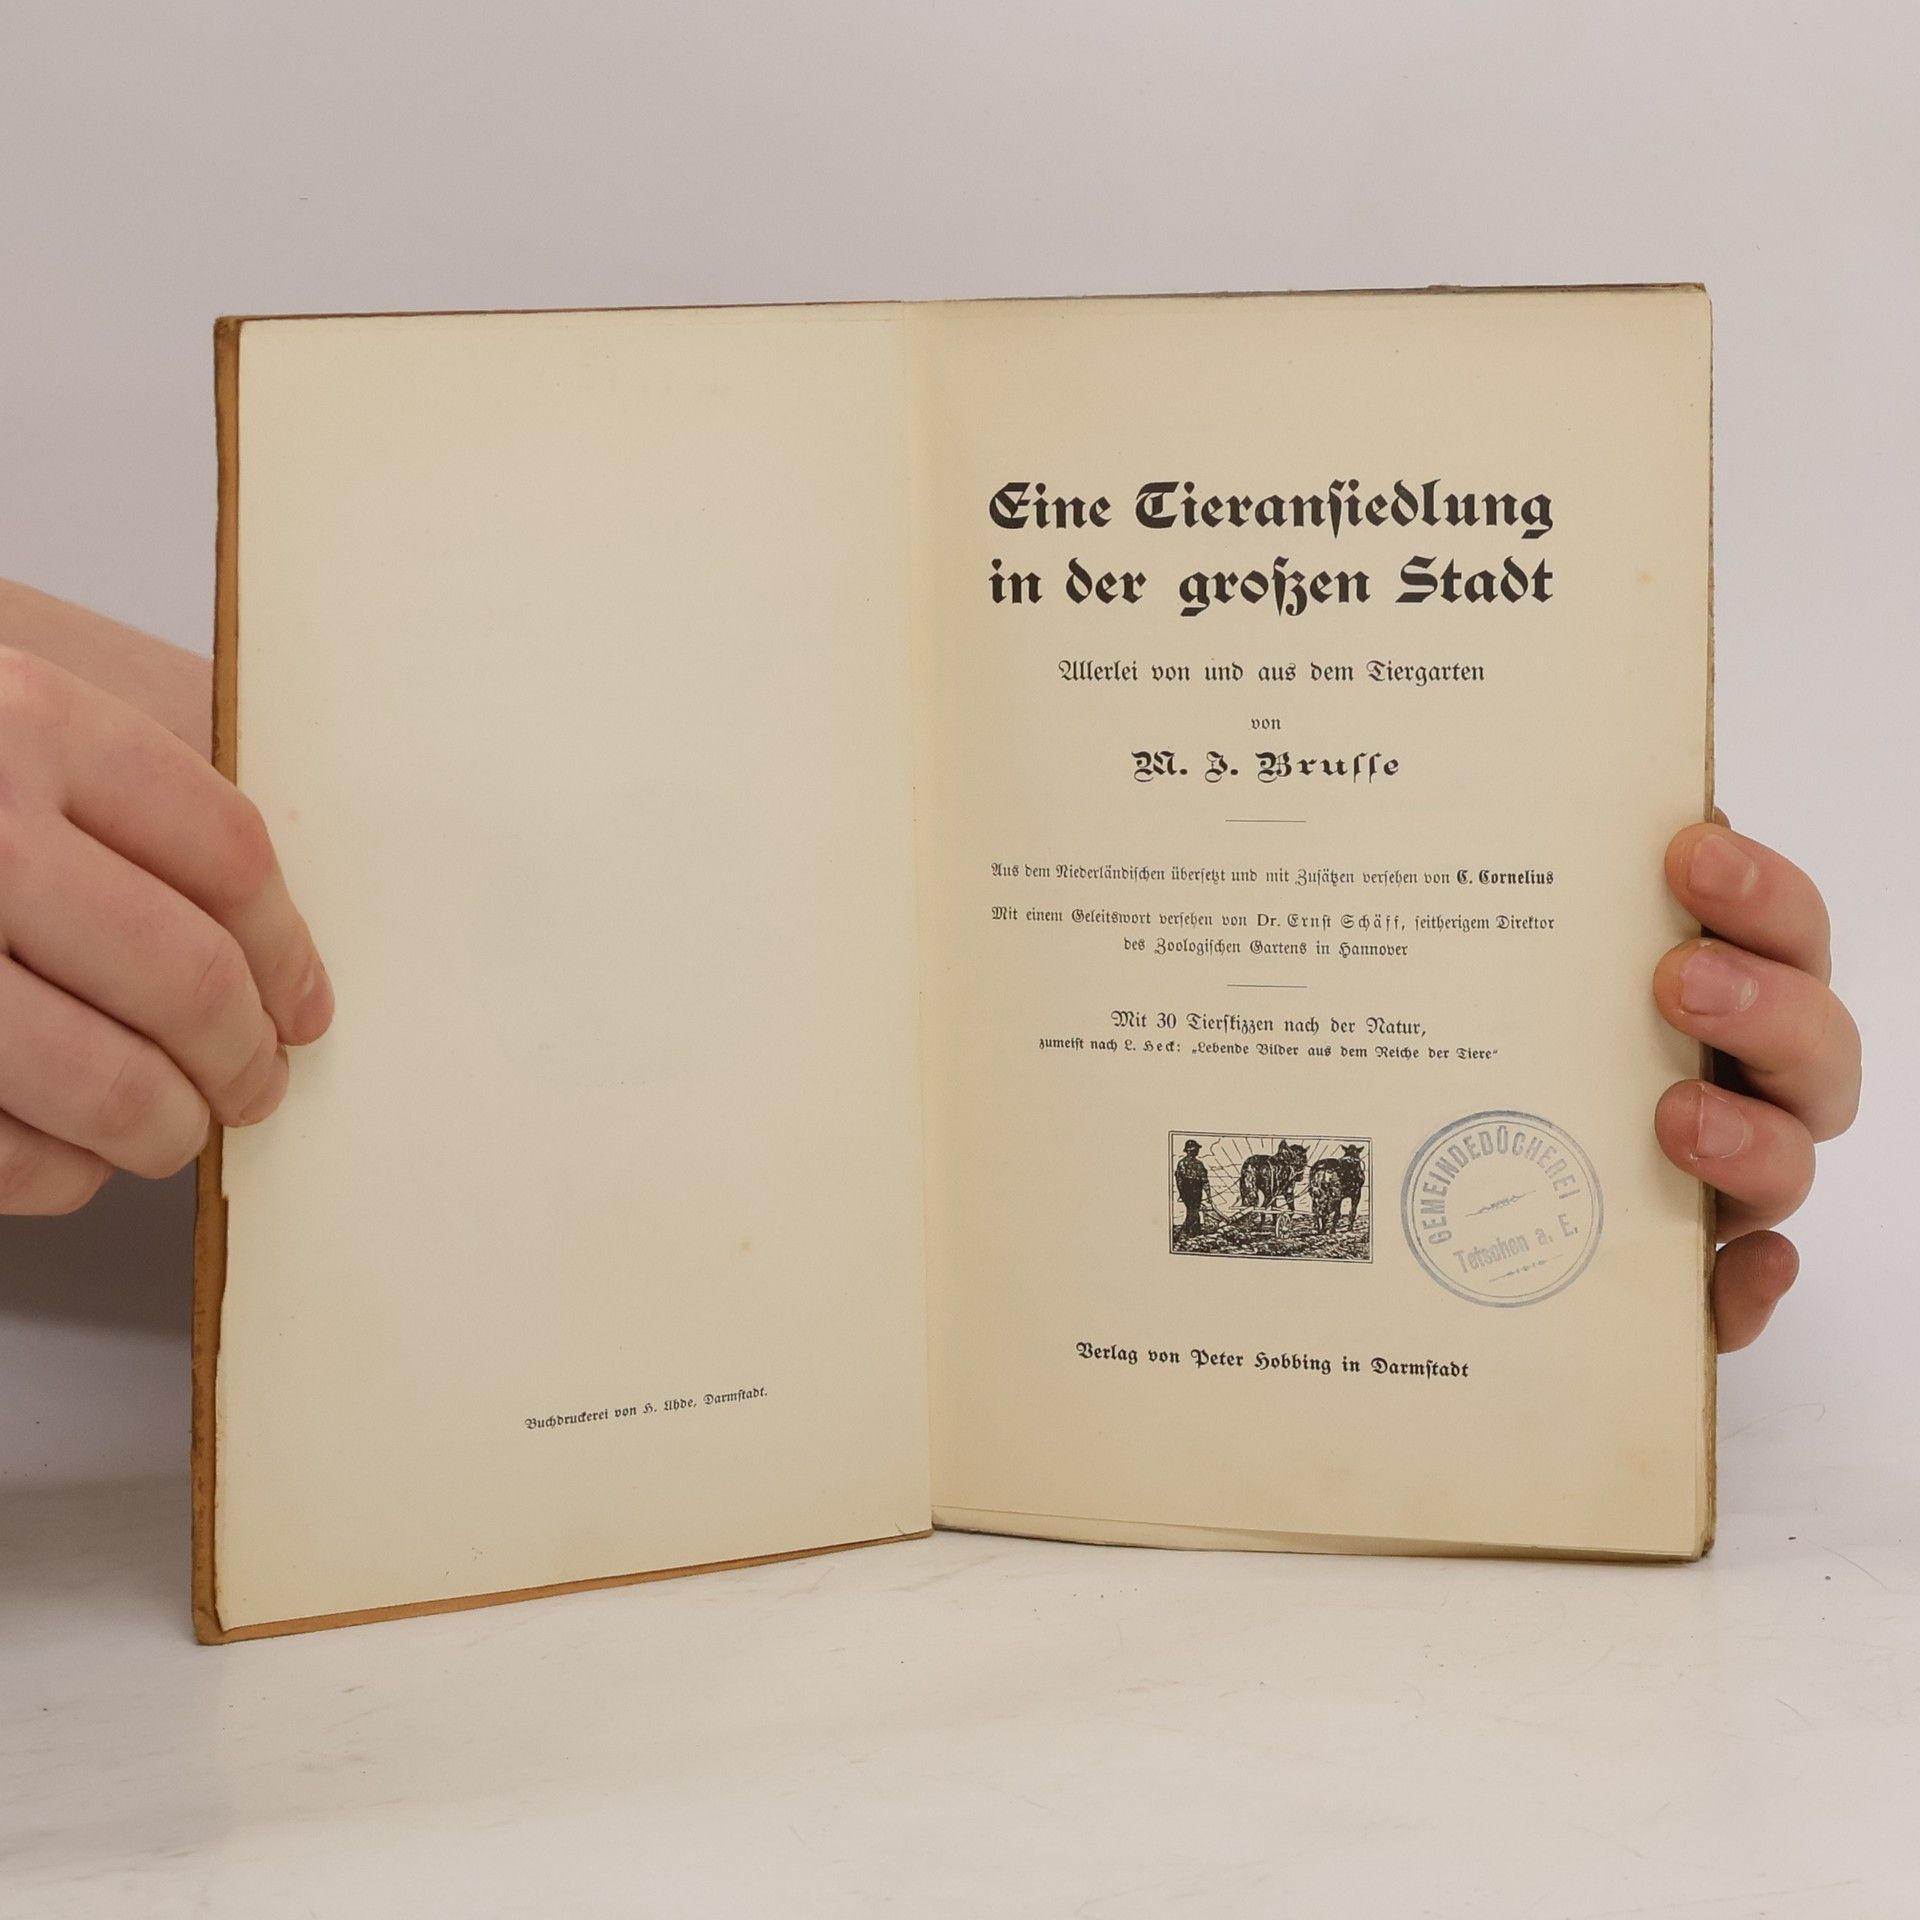 Buchdruckerei von H. Uhde, Darmstadt.
Eine Tieransiedlung
in der großen Stadt
Allerlei von und aus dem Tiergarten
von
M. J. Brusse
Aus dem Niederländischen übersetzt und mit Zusätzen versehen von C. Cornelius
Mit einem Geleitswort versehen von Dr. Ernst Schäff, seitherigem Direktor
des Zoologischen Gartens in Hannover
Mit 30 Tierskizzen nach der Natur,
zumeist nach L. Heck: „Lebende Bilder aus dem Reiche der Tiere“
GEMEINDEBÜCHEREI
Tetschen a. E.
Verlag von Peter Hobbing in Darmstadt